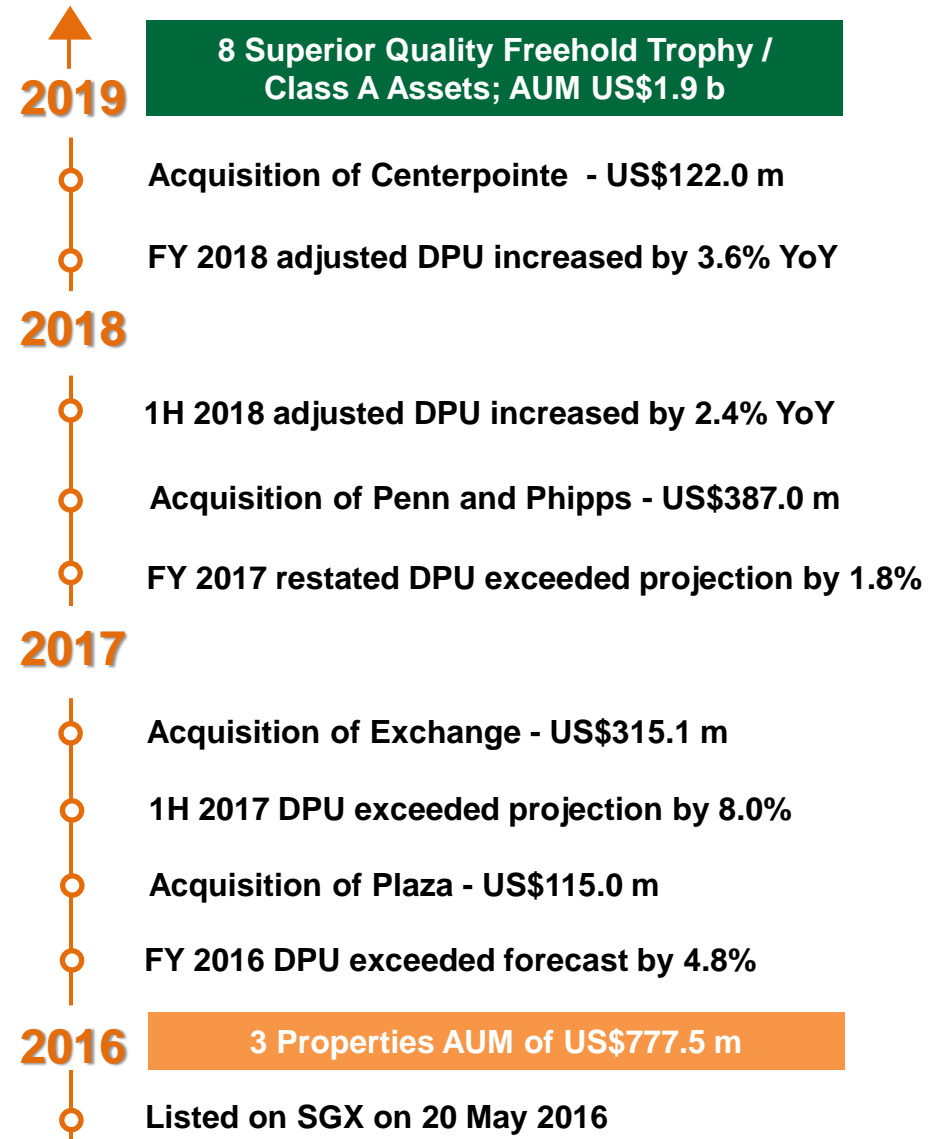 8 Superior Quality Freehold Trophy /
Class A Assets; AUM US$1.9 b
2019
Acquisition of Centerpointe - US$122.0 m
FY 2018 adjusted DPU increased by 3.6% YoY
2018
1H 2018 adjusted DPU increased by 2.4% YoY
Acquisition of Penn and Phipps - US$387.0 m
FY 2017 restated DPU exceeded projection by 1.8%
2017
Acquisition of Exchange - US$315.1 m
1H 2017 DPU exceeded projection by 8.0%
Acquisition of Plaza - US$115.0 m
FY 2016 DPU exceeded forecast by 4.8%
2016
3 Properties AUM of US$777.5 m
Listed on SGX on 20 May 2016